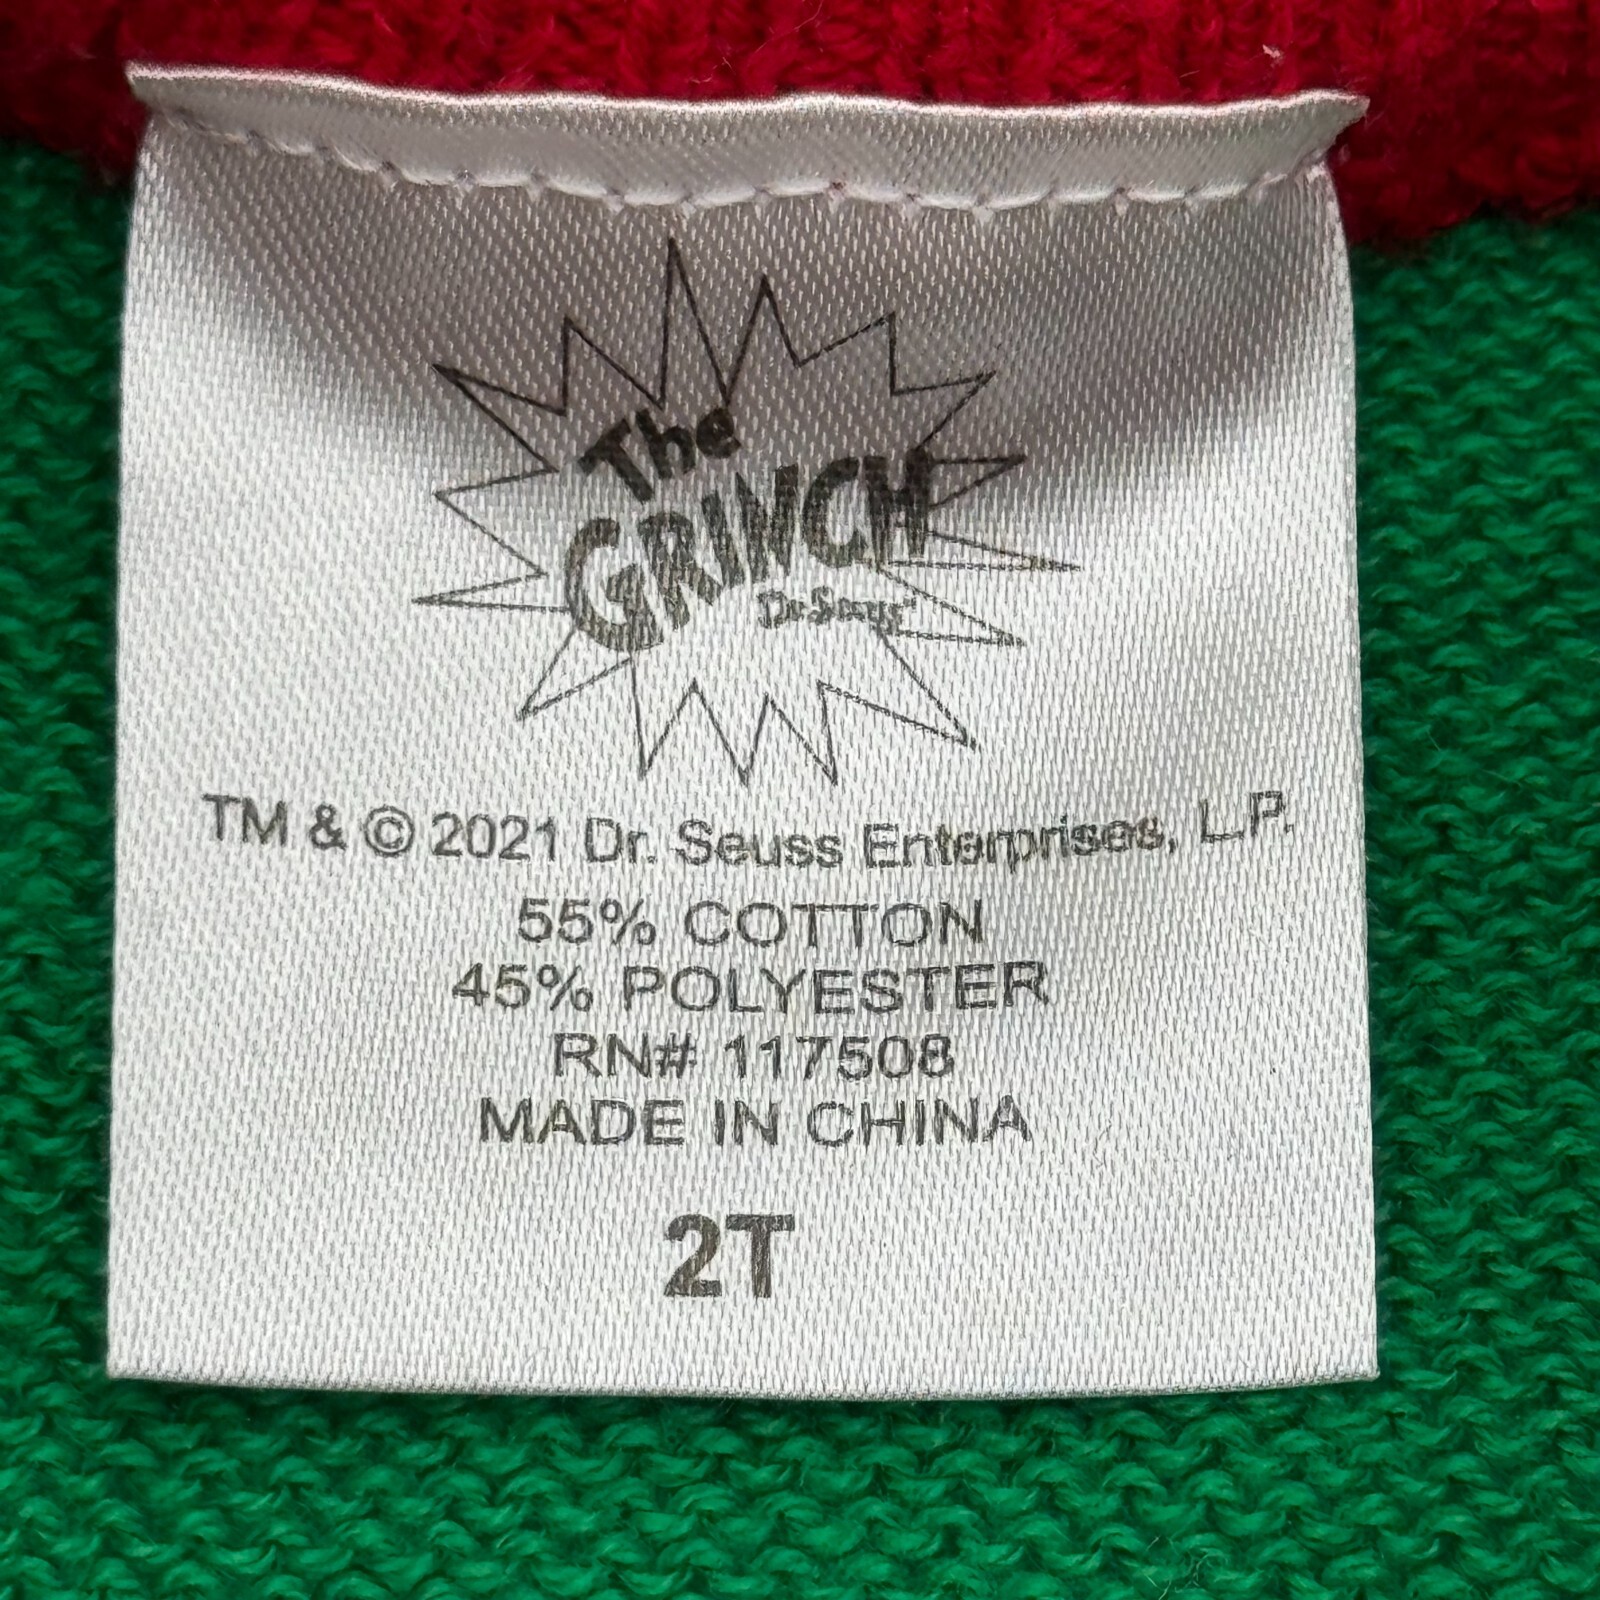 The
GRINCH
Dr. Seuss
TM & © 2021 Dr. Seuss Enterprises, L.P.
55% COTTON
45% POLYESTER
RN# 117508
MADE IN CHINA
2T